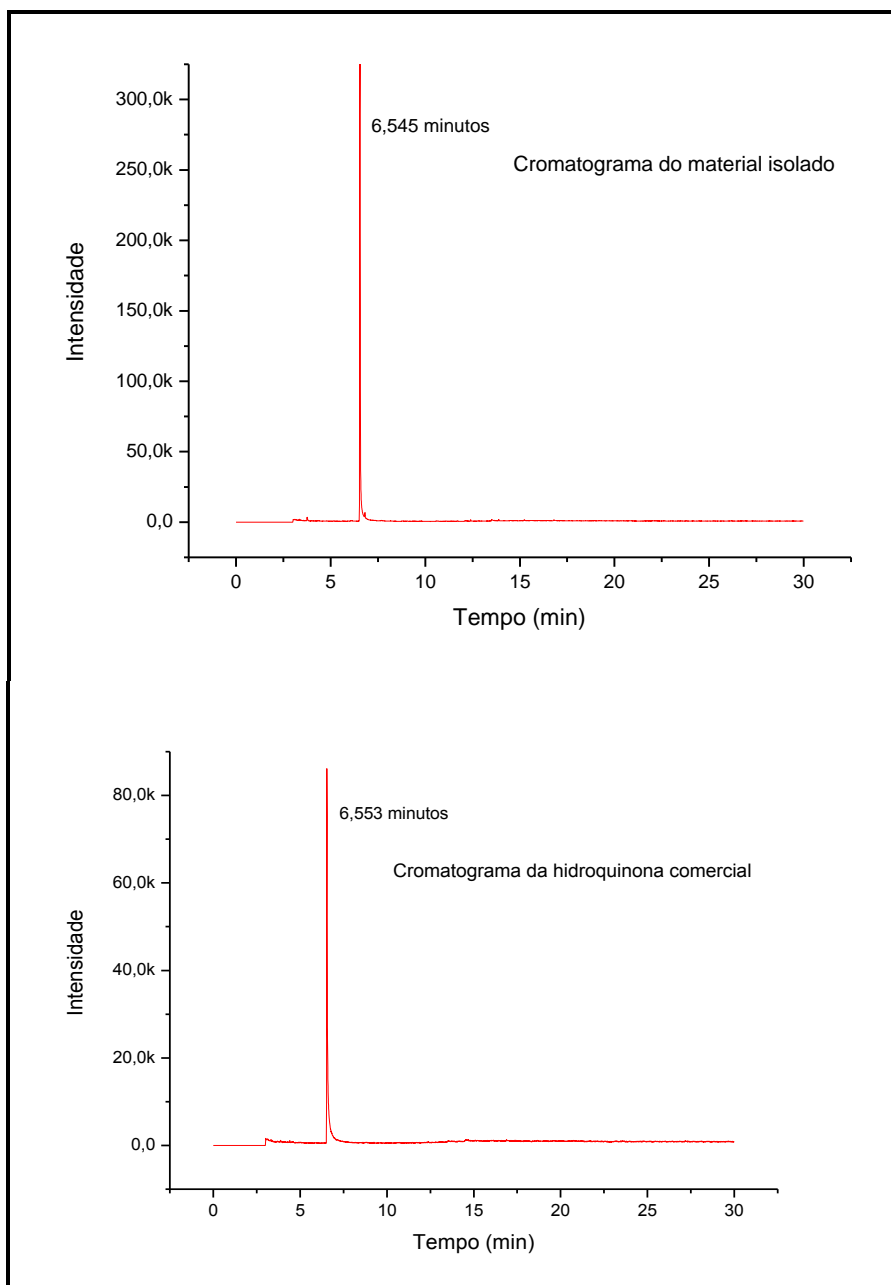 300,0k
6,545 minutos
Cromatograma do material isolado
250,0k
200,0k
Intensidade
150,0k
100,0k
50,0k
0,0
0 5 10 15 20 25 30
Tempo (min)
80,0k
6,553 minutos
Cromatograma da hidroquinona comercial
60,0k
Intensidade
40,0k
20,0k
0,0
0 5 10 15 20 25 30
Tempo (min)